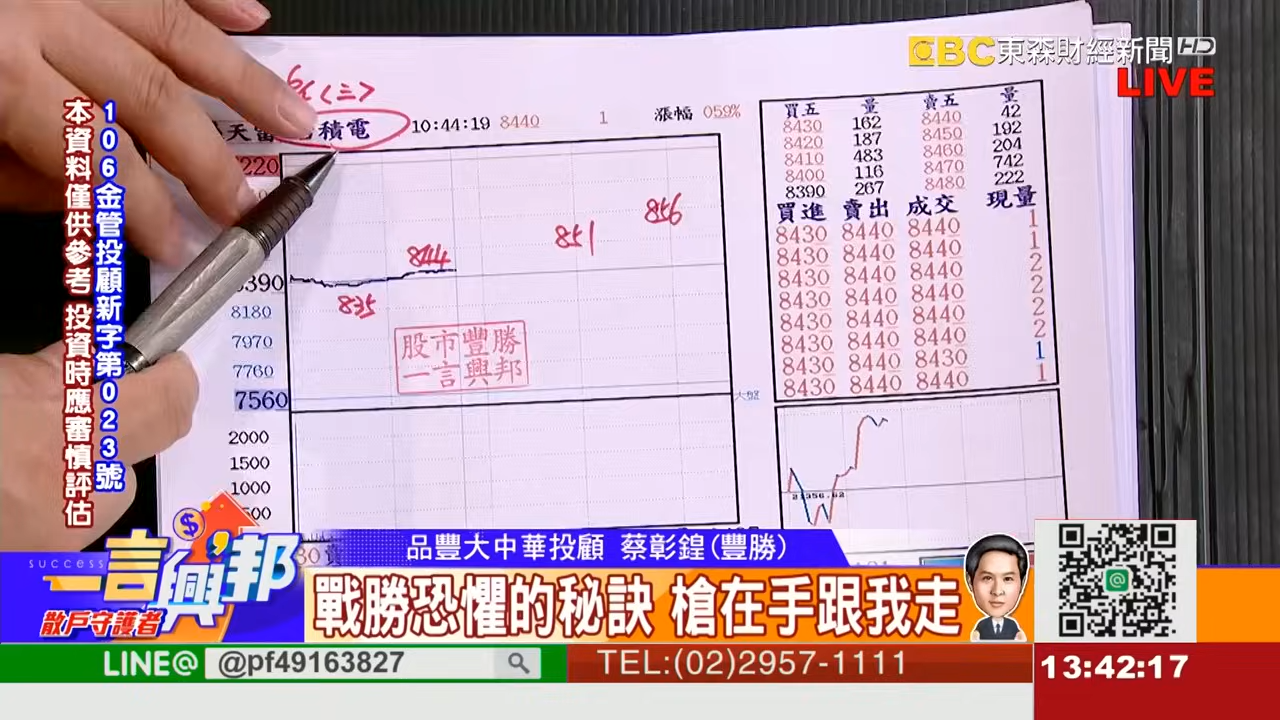 EBC東森財經新聞HD
LIVE
106金管投顧新字第023號
本資料僅供參考 投資時應審慎評估
6/5(三)
積電 10:44:19 8440 1 漲幅 059%
220
8390
8180
7970
7760
7560
2000
1500
1000
500
844
835
851
856
股市豐勝
一言興邦
大盤
買五 量 賣五 量
8430 162 8440 42
8420 187 8450 192
8410 483 8460 204
8400 116 8470 742
8390 267 8480 222
買進 賣出 成交 現量
8430 8440 8440 1
8430 8440 8440 1
8430 8440 8440 2
8430 8440 8440 2
8430 8440 8440 2
8430 8440 8440 2
8430 8440 8430 1
8430 8440 8440 1
21356.62
success
一言興邦
散戶守護者
品豐大中華投顧 蔡彰鍠(豐勝)
戰勝恐懼的秘訣 槍在手跟我走
LINE@ @pf49163827
TEL:(02)2957-1111
13:42:17